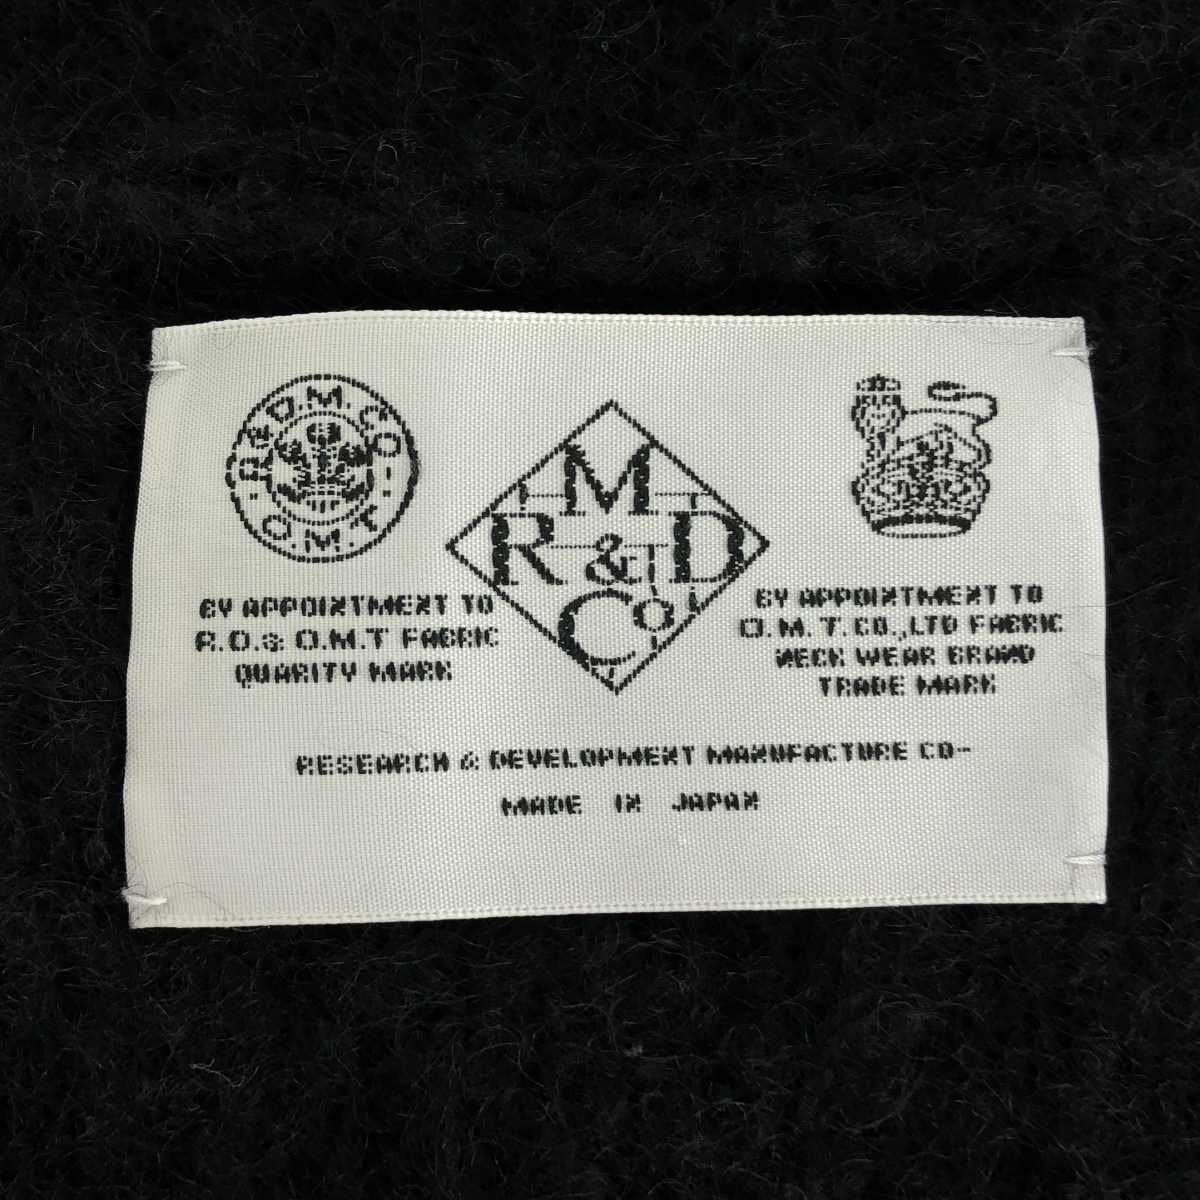 R&D.M.CO-
-O.M.T-
M
R&D
Co
BY APPOINTMENT TO
R.D.& O.M.T FABRIC
QUARITY MARK
BY APPOINTMENT TO
O.M.T.CO.,LTD FABRIC
NECK WEAR BRAND
TRADE MARK
RESEARCH & DEVELOPMENT MANUFACTURE CO-
MADE IN JAPAN